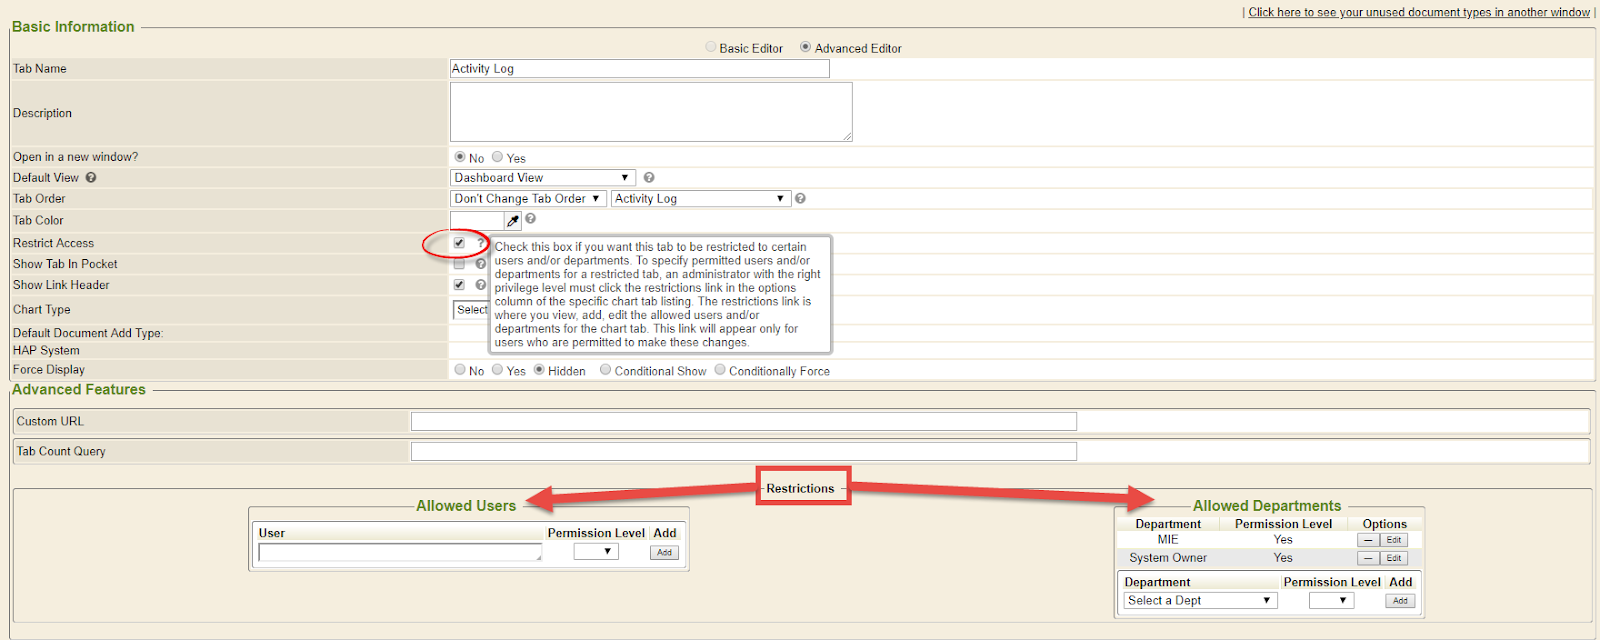 | Click here to see your unused document types in another window |
Basic Information
Basic Editor Advanced Editor
Tab Name Activity Log
Description
Open in a new window? No Yes
Default View ? Dashboard View ▼ ?
Tab Order Don't Change Tab Order ▼ Activity Log ▼ ?
Tab Color ?
Restrict Access ?
Check this box if you want this tab to be restricted to certain
users and/or departments. To specify permitted users and/or
departments for a restricted tab, an administrator with the right
privilege level must click the restrictions link in the options
column of the specific chart tab listing. The restrictions link is
where you view, add, edit the allowed users and/or
departments for the chart tab. This link will appear only for
users who are permitted to make these changes.
Show Tab In Pocket ?
Show Link Header ?
Chart Type Select
Default Document Add Type:
HAP System
Force Display No Yes Hidden Conditional Show Conditionally Force
Advanced Features
Custom URL
Tab Count Query
Restrictions
Allowed Users
User Permission Level Add
▼ Add
Allowed Departments
Department Permission Level Options
MIE Yes — Edit
System Owner Yes — Edit
Department Permission Level Add
Select a Dept ▼ ▼ Add